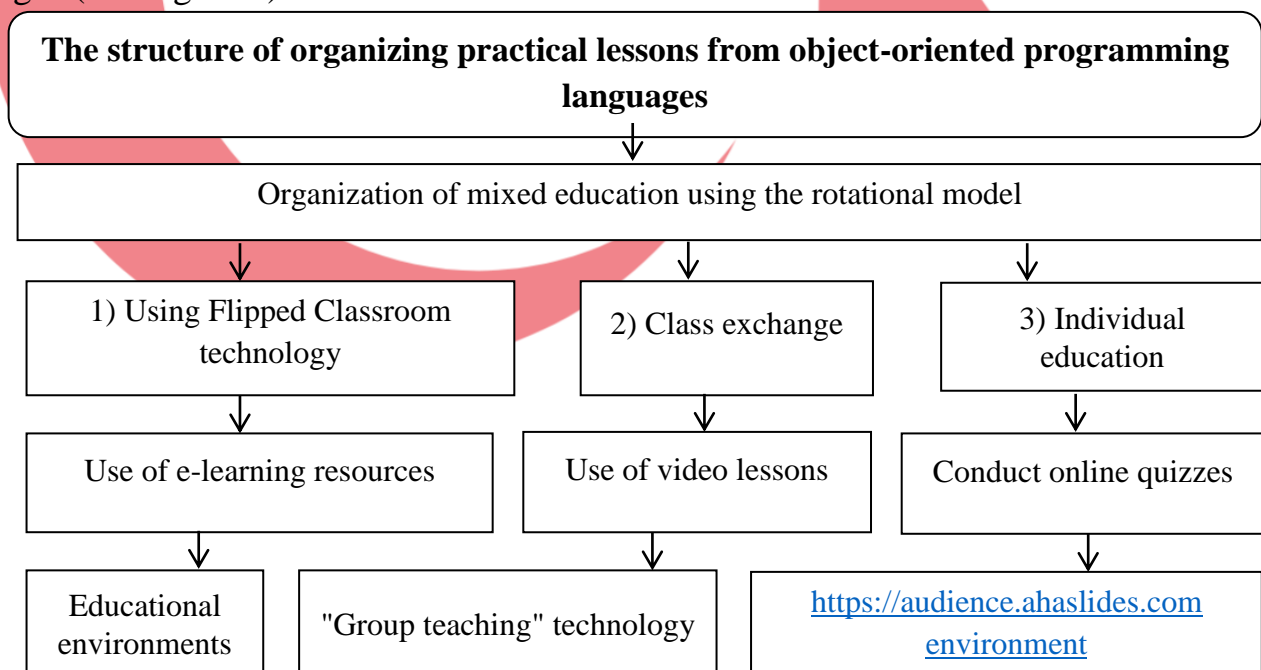 The structure of organizing practical lessons from object-oriented programming
languages
Organization of mixed education using the rotational model
1) Using Flipped Classroom
technology
2) Class exchange
3) Individual
education
Use of e-learning resources
Use of video lessons
Conduct online quizzes
Educational
environments
"Group teaching" technology
https://audience.ahaslides.com
environment